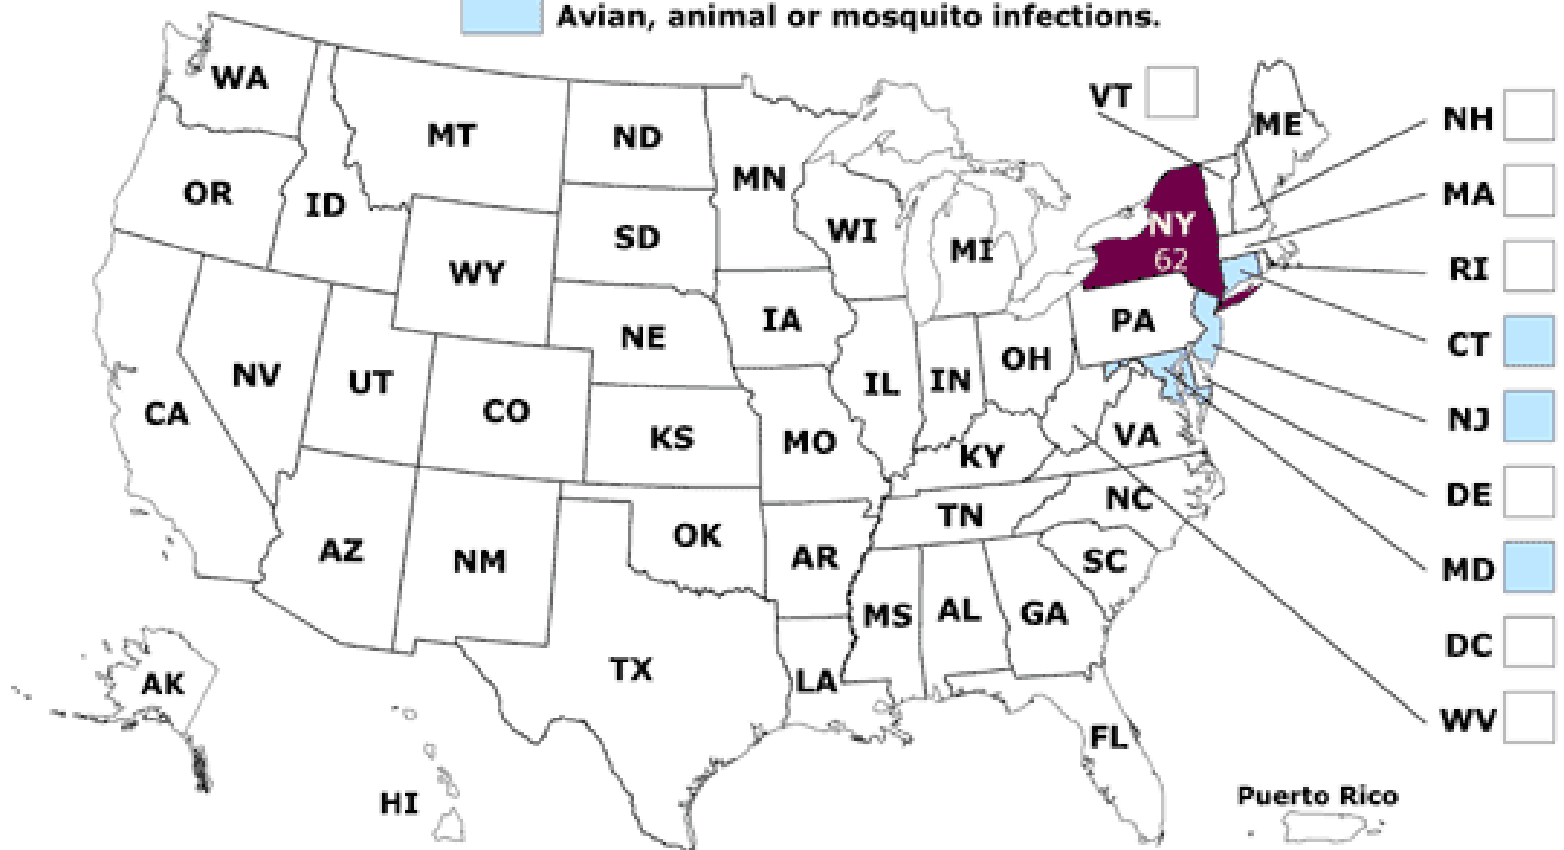 Avian, animal or mosquito infections.
WA
VT
ME
NH
MT
ND
OR
ID
MN
MA
SD
WI
MI
NY
62
RI
WY
IA
PA
NE
CT
NV
UT
IL
IN
OH
CA
CO
KS
MO
KY
VA
NJ
AZ
NM
OK
AR
TN
NC
DE
SC
MD
MS
AL
GA
DC
AK
TX
LA
WV
FL
HI
Puerto Rico